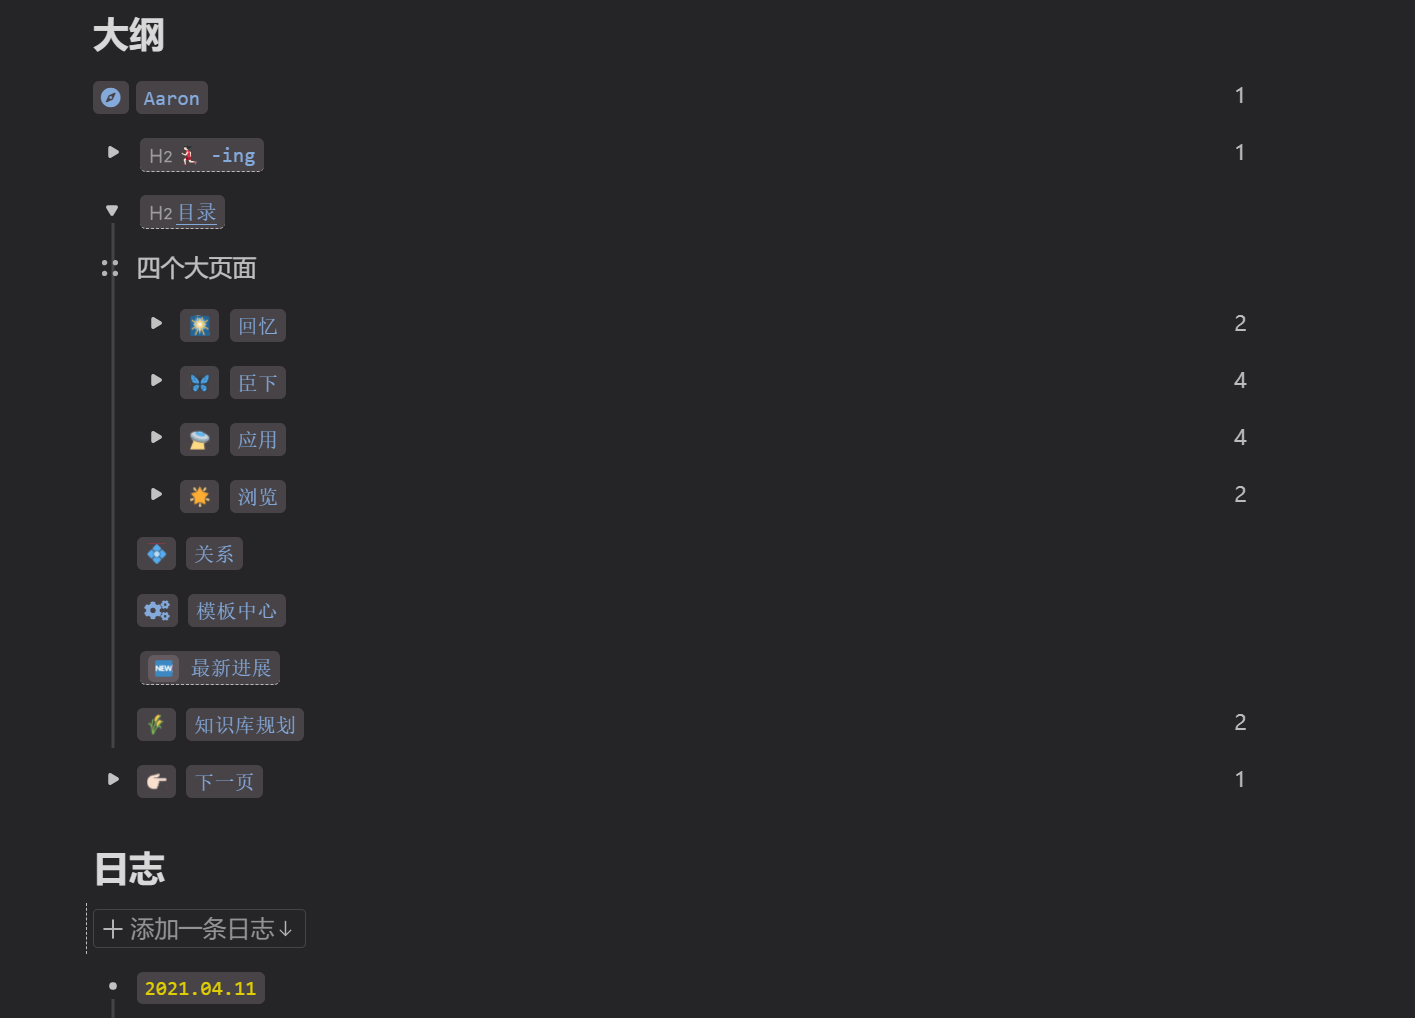 大纲
Aaron 1
H2 -ing 1
H2 目录
四个大页面
回忆 2
臣下 4
应用 4
浏览 2
关系
模板中心
NEW 最新进展
知识库规划 2
下一页 1
日志
+ 添加一条日志↓
2021.04.11